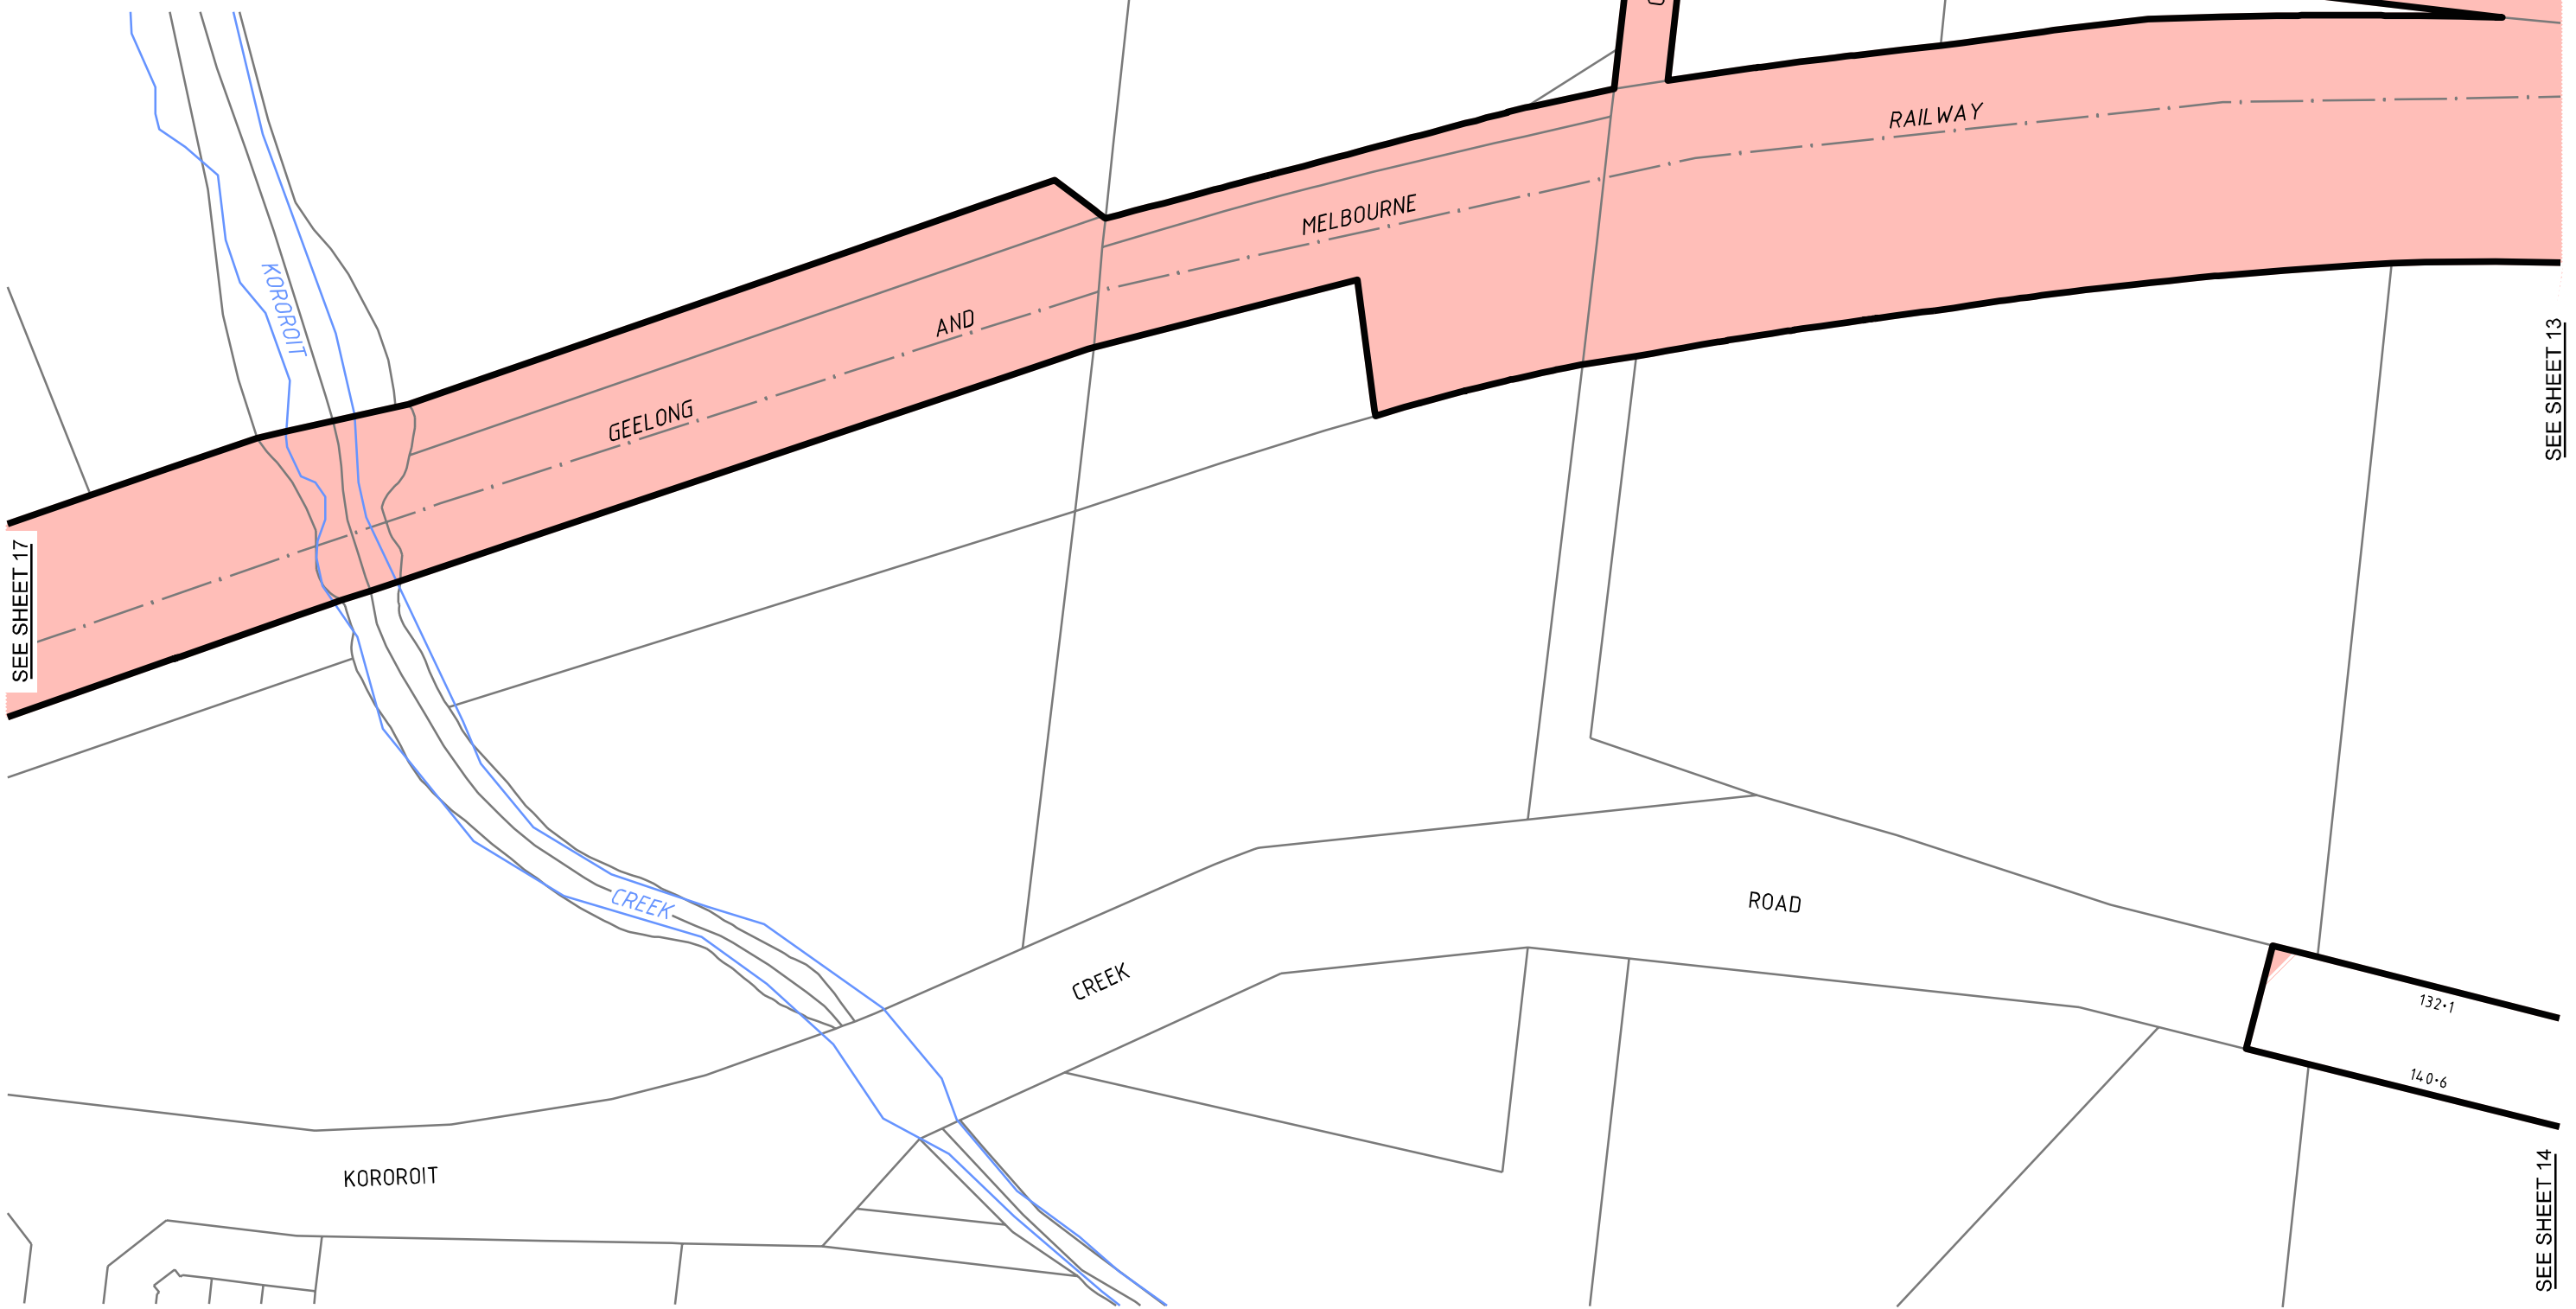 RAILWAY
MELBOURNE
AND
GEELONG
KOROROIT
SEE SHEET 13
SEE SHEET 17
CREEK
ROAD
CREEK
132·1
140·6
KOROROIT
SEE SHEET 14